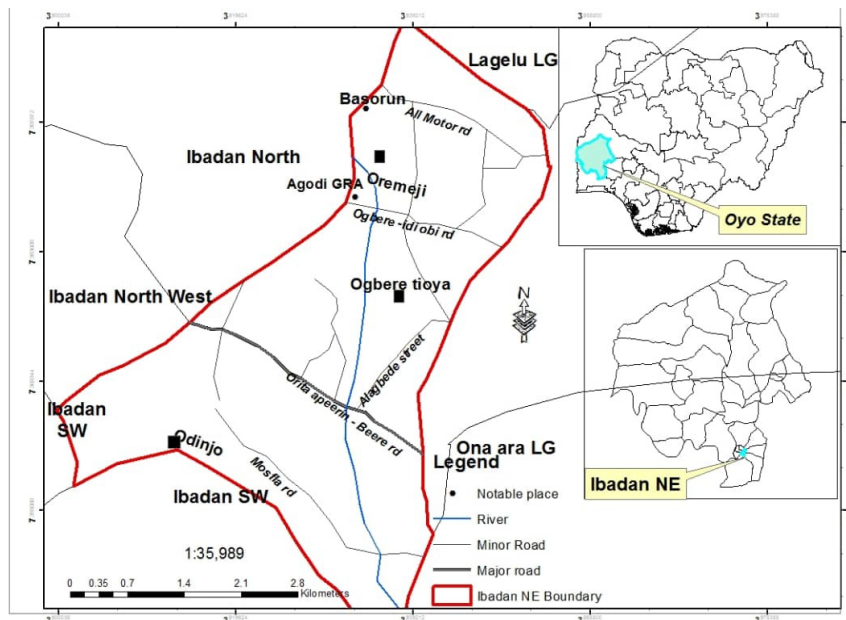 Lagelu LG
Basorun
All Motor rd
Ibadan North
Oremeji
Agodi GRA
Ogbere -idi obi rd
Oyo State
Ogbere tioya
Ibadan North West
N
Alagbede street
Orita apeerin - Beere rd
Ibadan
SW
Odinjo
Mosfla rd
Ibadan SW
Ona ara LG
Ibadan NE
Legend
Notable place
River
Minor Road
Major road
Ibadan NE Boundary
1:35,989
0 0.35 0.7 1.4 2.1 2.8
Kilometers